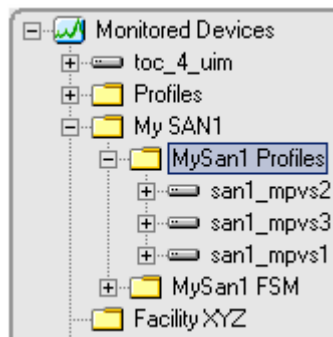 Monitored Devices
toc_4_uim
Profiles
My SAN1
MySan1 Profiles
san1_mpvs2
san1_mpvs3
san1_mpvs1
MySan1 FSM
Facility XYZ